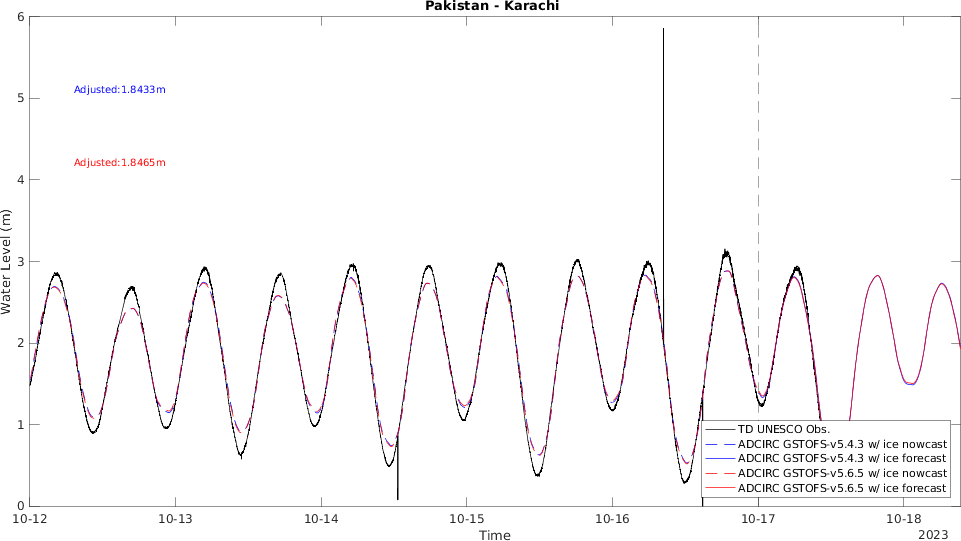 Pakistan - Karachi
6
Adjusted:1.8433m
5
Adjusted:1.8465m
4
3
2
1
0
Water Level (m)
TD UNESCO Obs.
ADCIRC GSTOFS-v5.4.3 w/ ice nowcast
ADCIRC GSTOFS-v5.4.3 w/ ice forecast
ADCIRC GSTOFS-v5.6.5 w/ ice nowcast
ADCIRC GSTOFS-v5.6.5 w/ ice forecast
10-12 10-13 10-14 10-15 10-16 10-17 10-18
Time
2023